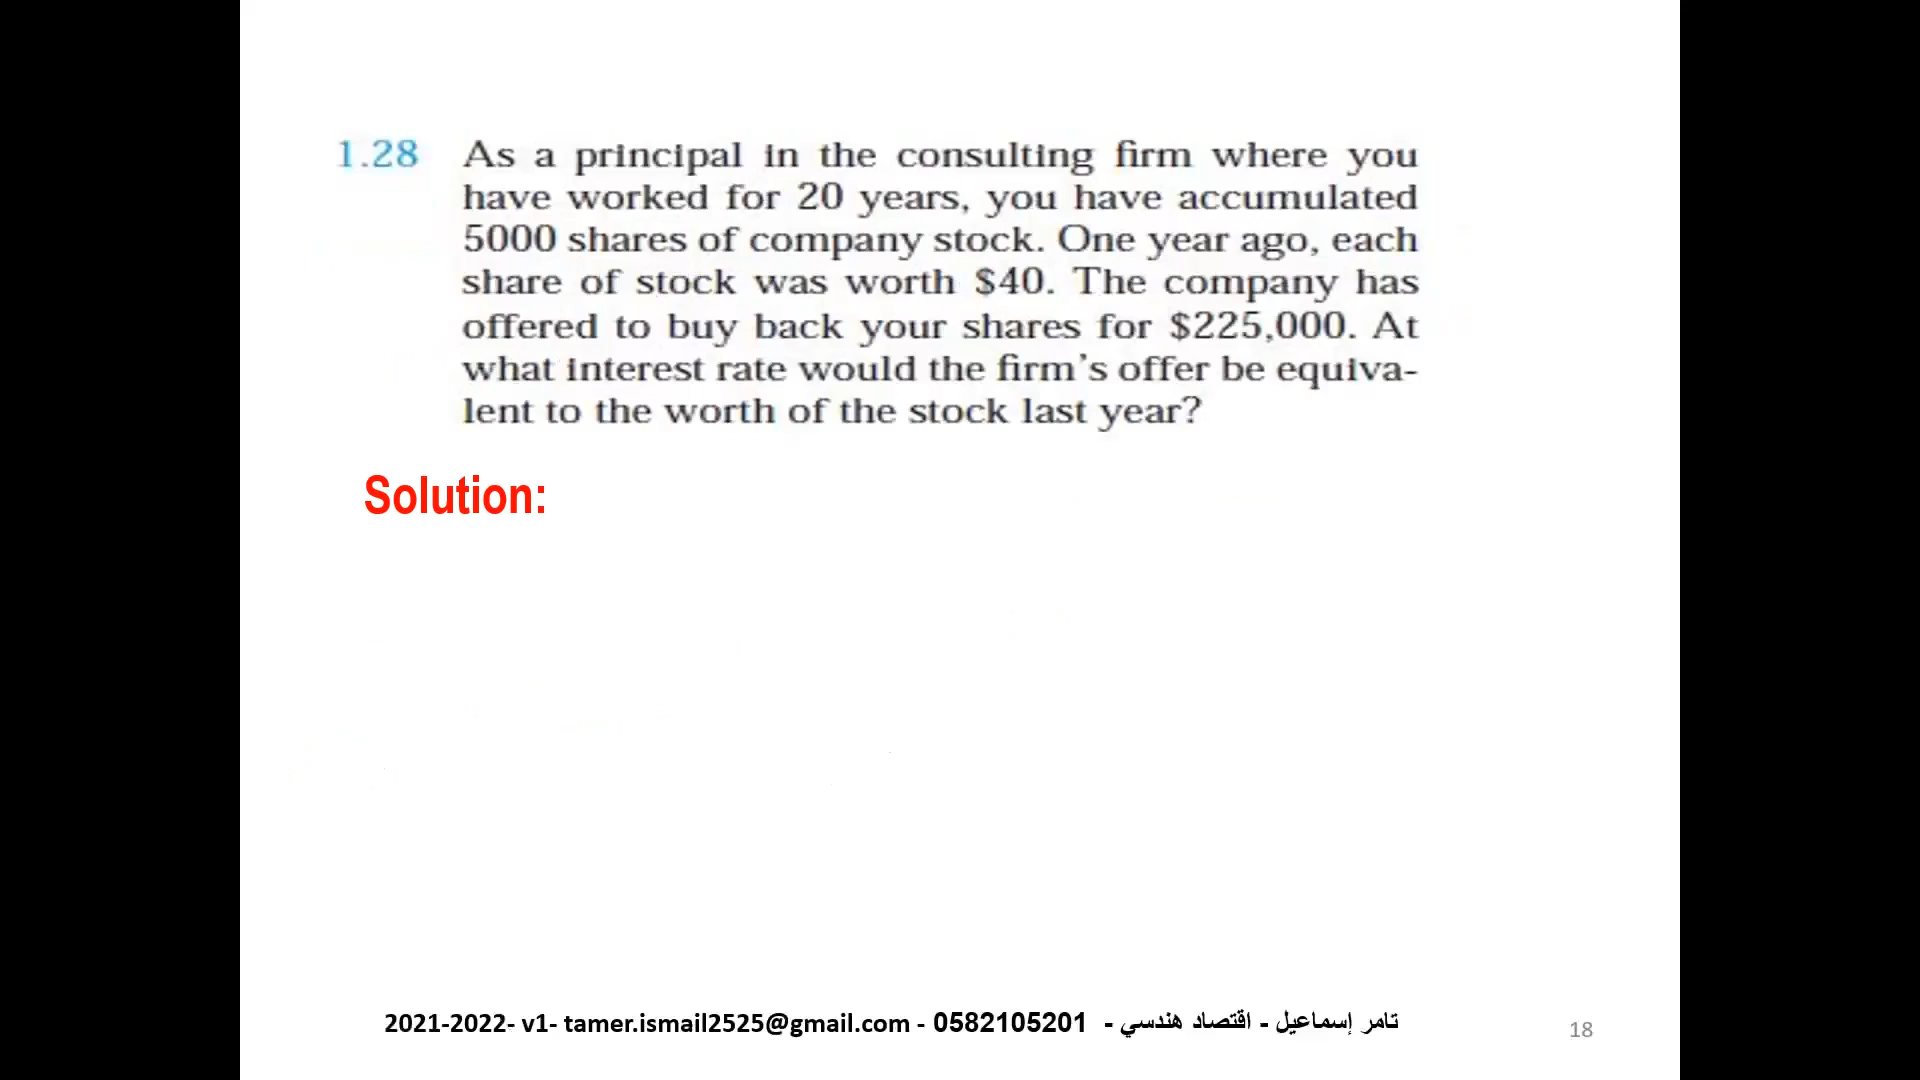 1.28 As a principal in the consulting firm where you
have worked for 20 years, you have accumulated
5000 shares of company stock. One year ago, each
share of stock was worth $40. The company has
offered to buy back your shares for $225,000. At
what interest rate would the firm's offer be equiva-
lent to the worth of the stock last year?
Solution:
2021-2022- v1- tamer.ismail2525@gmail.com - 0582105201 - تامر إسماعيل - اقتصاد هندسي
18